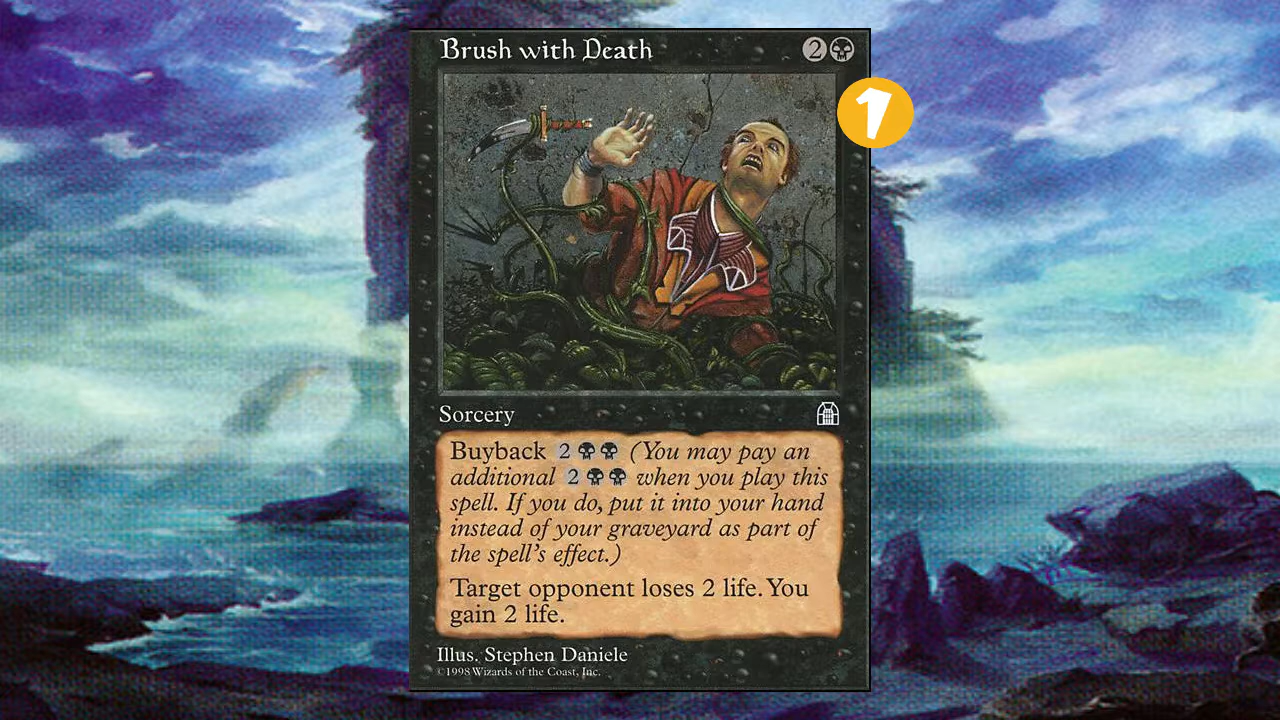 Brush with Death 2
1
Sorcery
Buyback 2 (You may pay an
additional 2 when you play this
spell. If you do, put it into your hand
instead of your graveyard as part of
the spell's effect.)
Target opponent loses 2 life. You
gain 2 life.
Illus. Stephen Daniele
©1998 Wizards of the Coast, Inc.